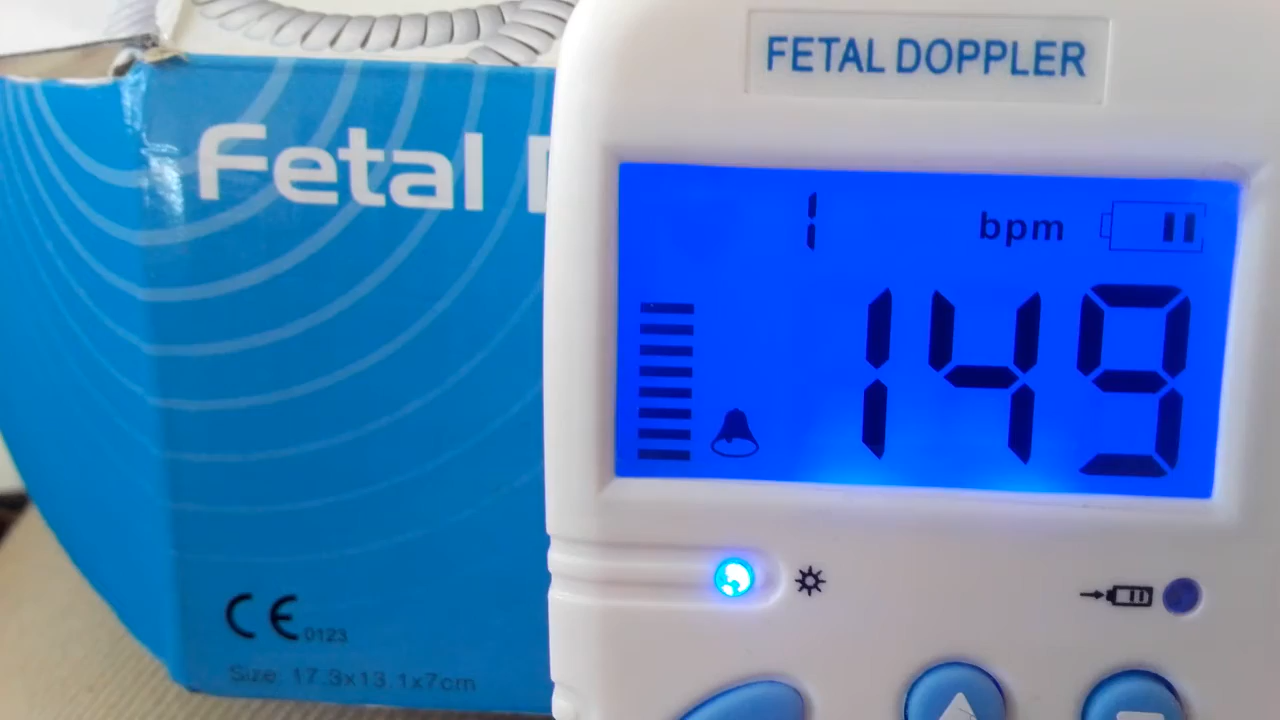 FETAL DOPPLER
Fetal
1
bpm
149
CE 0123
Size: 17.3x13.1x7cm